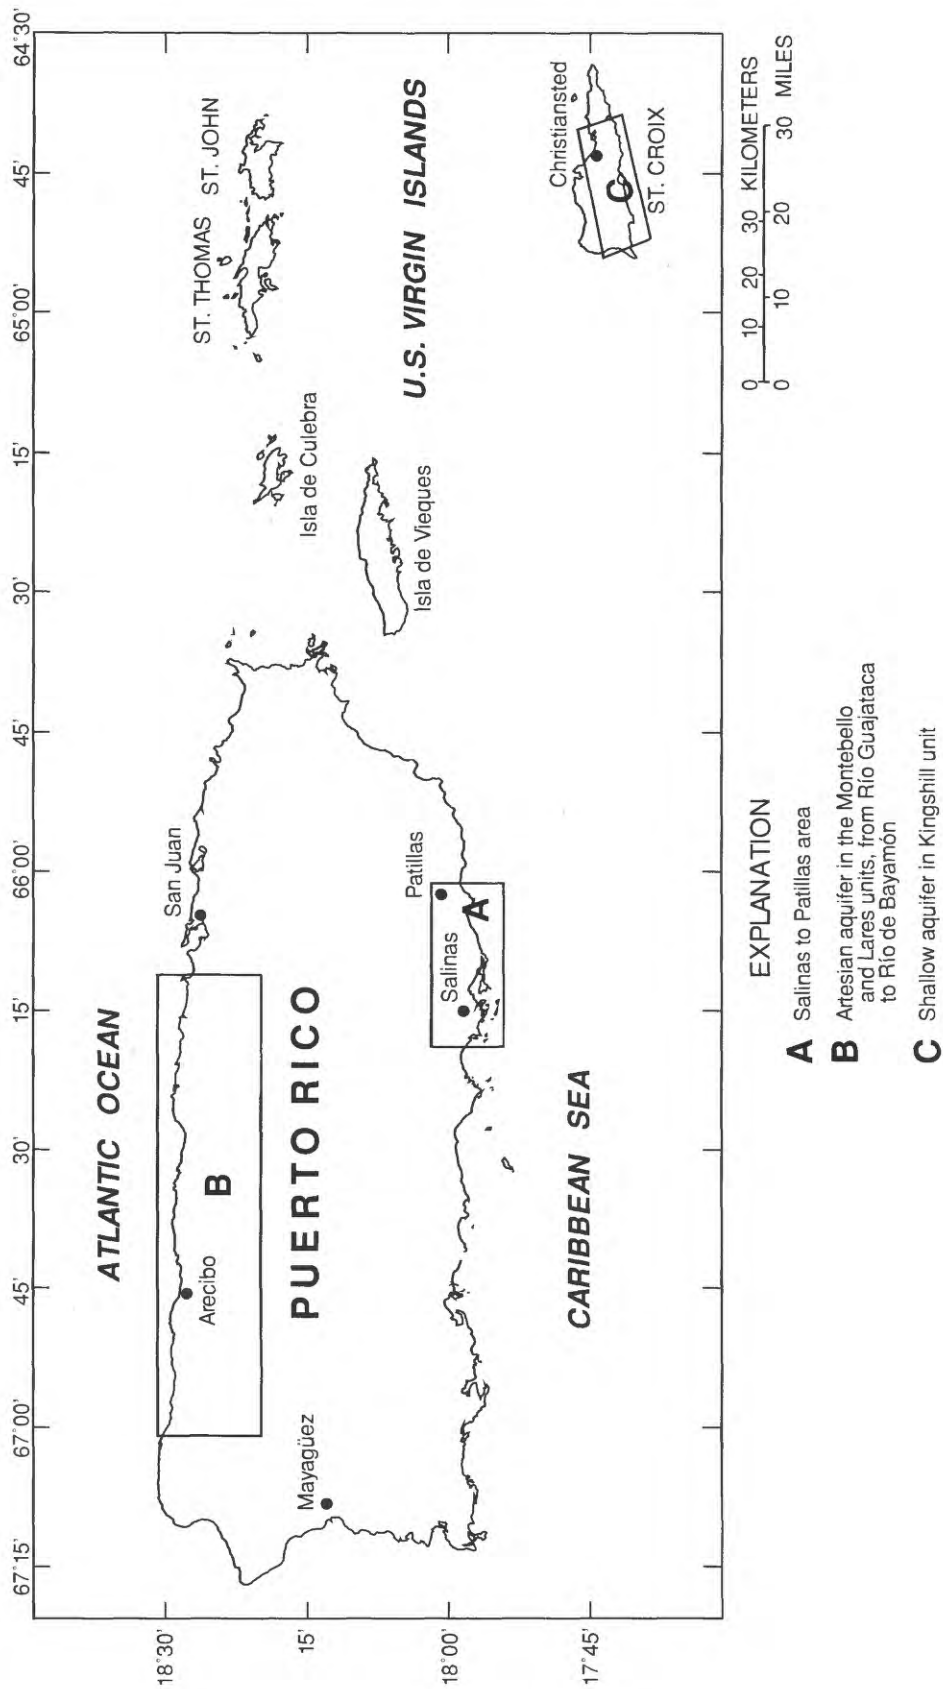 67°15'
67°00'
45'
30'
15'
66°00'
45'
30'
15'
65°00'
45'
64°30'
18°30'
15'
18°00'
17°45'
ATLANTIC OCEAN
San Juan
Arecibo
B
Mayagüez
PUERTO RICO
Salinas
Patillas
A
CARIBBEAN SEA
Isla de Culebra
Isla de Vieques
ST. THOMAS
ST. JOHN
U.S. VIRGIN ISLANDS
Christiansted
C
ST. CROIX
0 10 20 30 KILOMETERS
0 10 20 30 MILES
EXPLANATION
A Salinas to Patillas area
B Artesian aquifer in the Montebello
and Lares units, from Río Guajataca
to Río de Bayamón
C Shallow aquifer in Kingshill unit